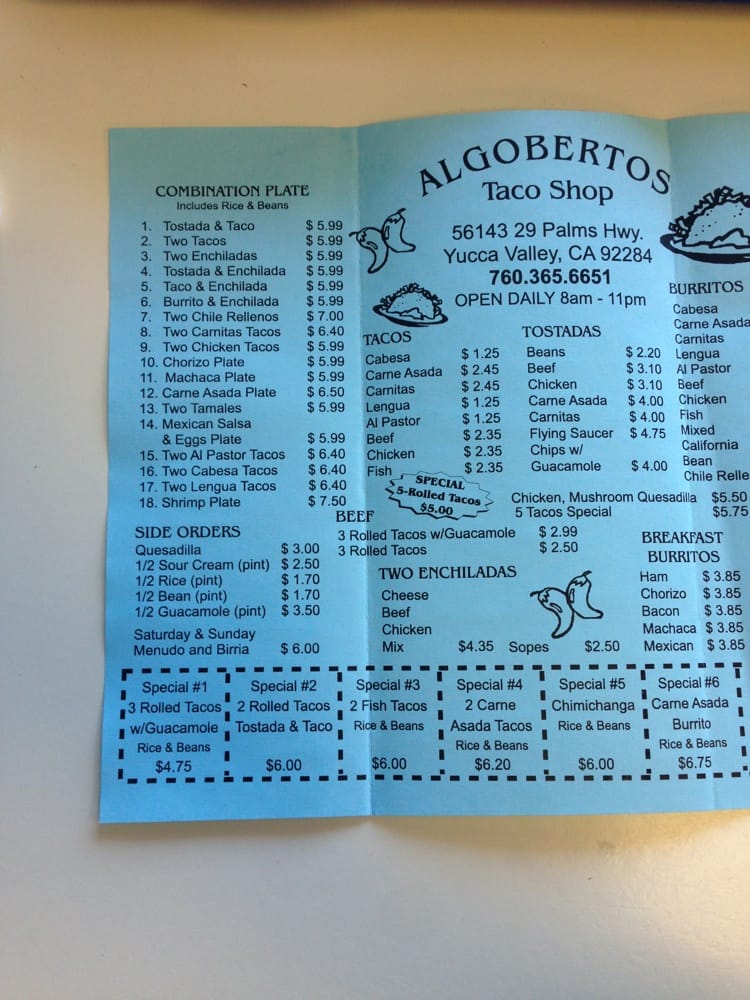 COMBINATION PLATE
Includes Rice & Beans
1. Tostada & Taco $ 5.99
2. Two Tacos $ 5.99
3. Two Enchiladas $ 5.99
4. Tostada & Enchilada $ 5.99
5. Taco & Enchilada $ 5.99
6. Burrito & Enchilada $ 5.99
7. Two Chile Rellenos $ 7.00
8. Two Carnitas Tacos $ 6.40
9. Two Chicken Tacos $ 5.99
10. Chorizo Plate $ 5.99
11. Machaca Plate $ 5.99
12. Carne Asada Plate $ 6.50
13. Two Tamales $ 5.99
14. Mexican Salsa
& Eggs Plate $ 5.99
15. Two Al Pastor Tacos $ 6.40
16. Two Cabesa Tacos $ 6.40
17. Two Lengua Tacos $ 6.40
18. Shrimp Plate $ 7.50
SIDE ORDERS
Quesadilla $ 3.00
1/2 Sour Cream (pint) $ 2.50
1/2 Rice (pint) $ 1.70
1/2 Bean (pint) $ 1.70
1/2 Guacamole (pint) $ 3.50
Saturday & Sunday
Menudo and Birria $ 6.00
ALGOBERTOS
Taco Shop
56143 29 Palms Hwy.
Yucca Valley, CA 92284
760.365.6651
OPEN DAILY 8am - 11pm
TACOS
Cabesa $ 1.25
Carne Asada $ 2.45
Carnitas $ 2.45
Lengua $ 1.25
Al Pastor $ 1.25
Beef $ 2.35
Chicken $ 2.35
Fish $ 2.35
SPECIAL
5-Rolled Tacos
$5.00
TOSTADAS
Beans $ 2.20
Beef $ 3.10
Chicken $ 3.10
Carne Asada $ 4.00
Carnitas $ 4.00
Flying Saucer $ 4.75
Chips w/
Guacamole $ 4.00
BURRITOS
Cabesa
Carne Asada
Carnitas
Lengua
Al Pastor
Beef
Chicken
Fish
Mixed
California
Bean
Chile Relle
Chicken, Mushroom Quesadilla $5.50
5 Tacos Special $5.75
BEEF
3 Rolled Tacos w/Guacamole $ 2.99
3 Rolled Tacos $ 2.50
TWO ENCHILADAS
Cheese
Beef
Chicken
Mix $4.35 Sopes $2.50
BREAKFAST
BURRITOS
Ham $ 3.85
Chorizo $ 3.85
Bacon $ 3.85
Machaca $ 3.85
Mexican $ 3.85
Special #1
3 Rolled Tacos
w/Guacamole
Rice & Beans
$4.75
Special #2
2 Rolled Tacos
Tostada & Taco
$6.00
Special #3
2 Fish Tacos
Rice & Beans
$6.00
Special #4
2 Carne
Asada Tacos
Rice & Beans
$6.20
Special #5
Chimichanga
Rice & Beans
$6.00
Special #6
Carne Asada
Burrito
Rice & Beans
$6.75